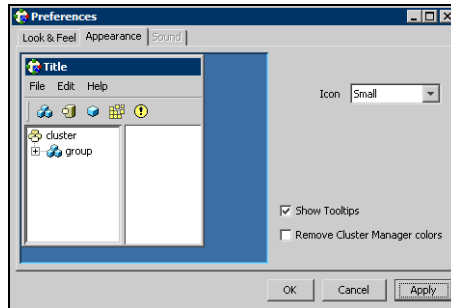 Preferences
Look & Feel Appearance Sound
Title
File Edit Help
cluster
group
Icon Small
Show Tooltips
Remove Cluster Manager colors
OK Cancel Apply